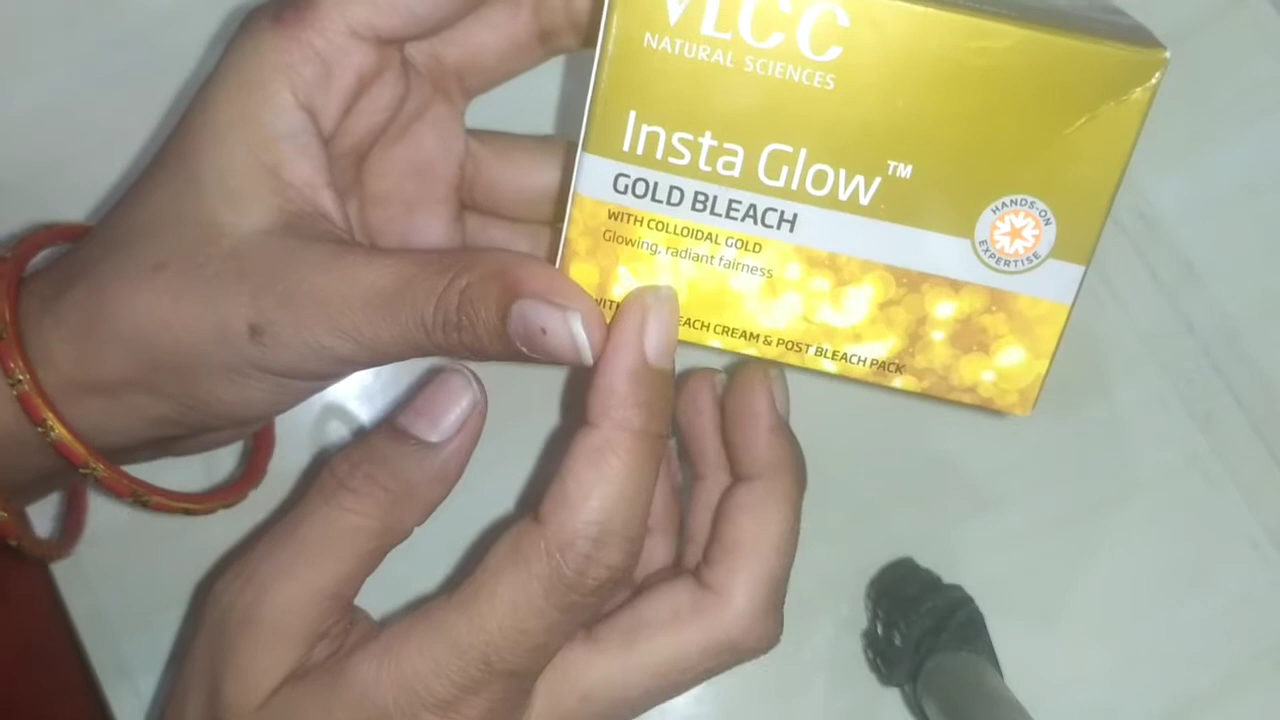 VLCC
NATURAL SCIENCES
Insta Glow™
GOLD BLEACH
WITH COLLOIDAL GOLD
Glowing, radiant fairness
HANDS-ON
EXPERTISE
CREAM & POST BLEACH PACK